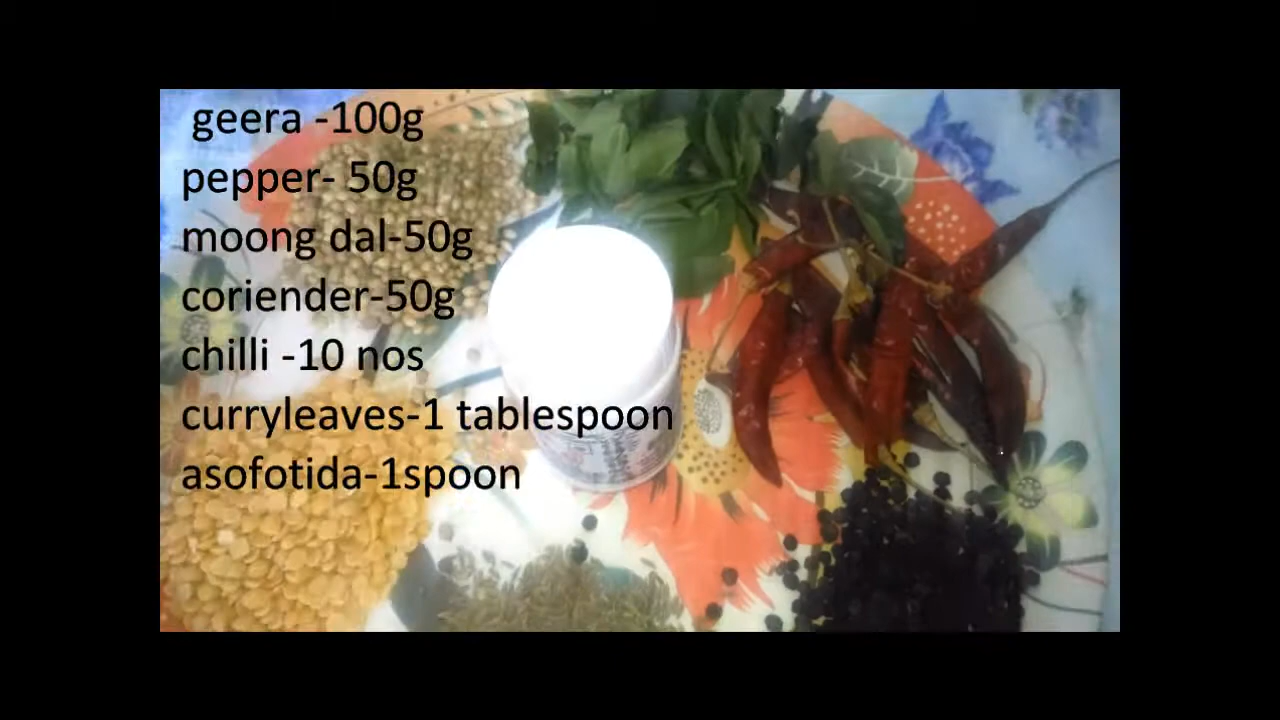 geera -100g
pepper- 50g
moong dal-50g
coriender-50g
chilli -10 nos
curryleaves-1 tablespoon
asofotida-1spoon